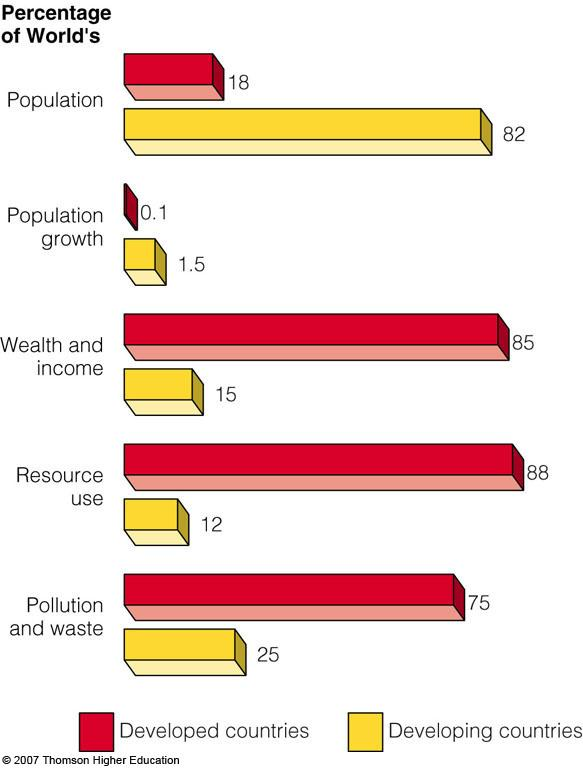 Percentage
of World's
Population
18
82
Population
growth
0.1
1.5
Wealth and
income
85
15
Resource
use
88
12
Pollution
and waste
75
25
Developed countries
Developing countries
© 2007 Thomson Higher Education